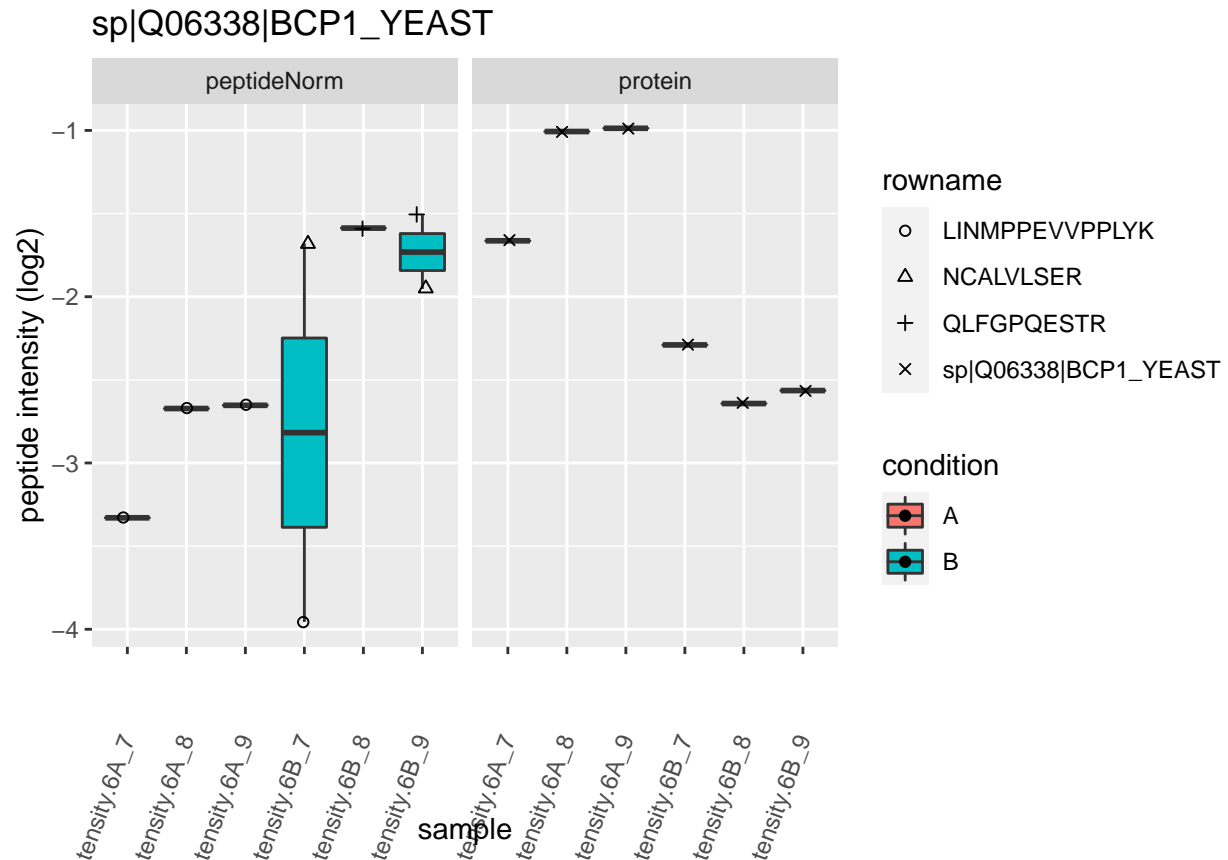 sp|Q06338|BCP1_YEAST
peptideNorm
protein
peptide intensity (log2)
−1
−2
−3
−4
tensity.6A_7
tensity.6A_8
tensity.6A_9
tensity.6B_7
tensity.6B_8
tensity.6B_9
tensity.6A_7
tensity.6A_8
tensity.6A_9
tensity.6B_7
tensity.6B_8
tensity.6B_9
sample
rowname
LINMPPEVVPPLYK
NCALVLSER
QLFGPQESTR
sp|Q06338|BCP1_YEAST
condition
A
B